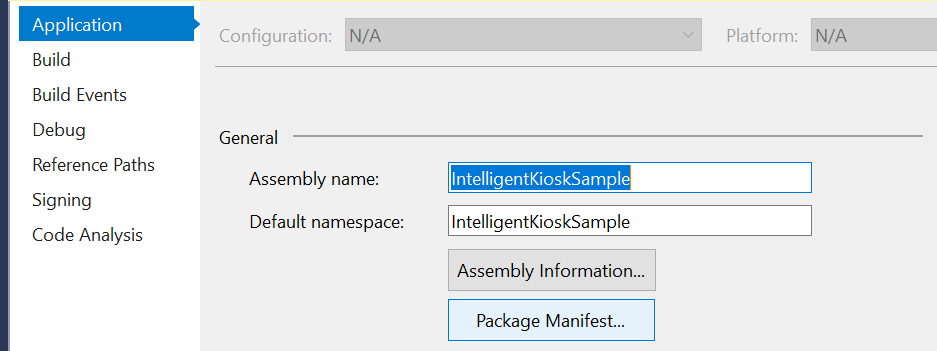 Application
Build
Build Events
Debug
Reference Paths
Signing
Code Analysis
Configuration: N/A Platform: N/A
General
Assembly name: IntelligentKioskSample
Default namespace: IntelligentKioskSample
Assembly Information...
Package Manifest...